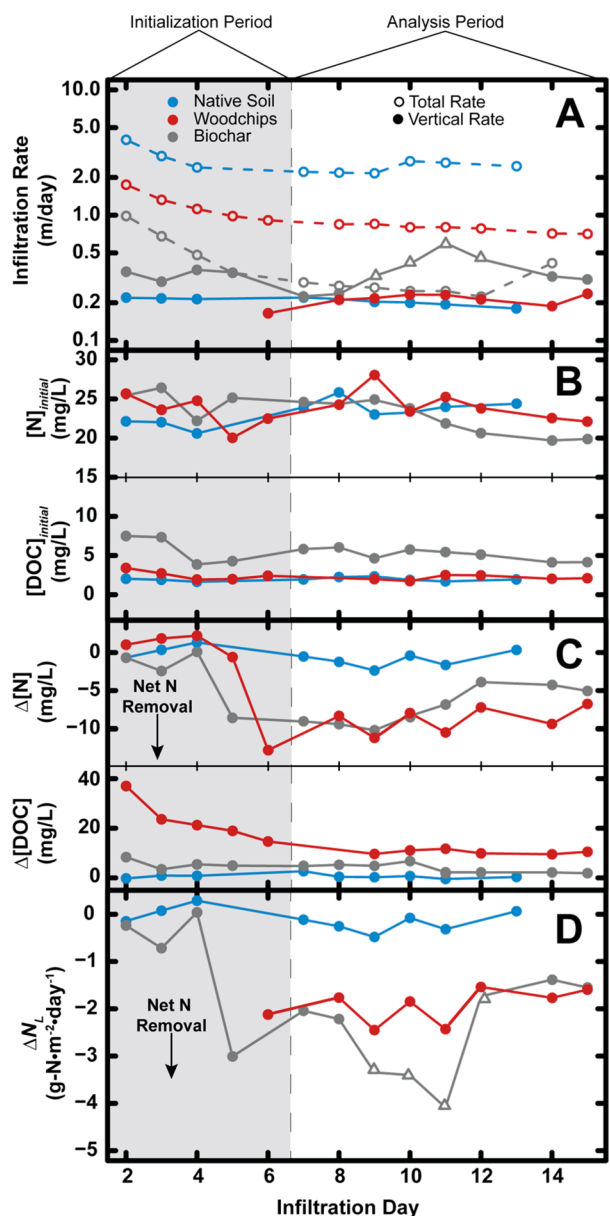 Initialization Period
Analysis Period
10.0
5.0
2.0
1.0
0.5
0.2
0.1
Infiltration Rate
(m/day)
Native Soil
Woodchips
Biochar
Total Rate
Vertical Rate
A
30
25
20
15
[N]initial
(mg/L)
B
10
5
0
[DOC]initial
(mg/L)
0
−5
−10
Δ[N]
(mg/L)
Net N
Removal
C
40
20
0
Δ[DOC]
(mg/L)
0
−1
−2
−3
−4
−5
ΔNL
(g-N•m-2•day-1)
Net N
Removal
D
2 4 6 8 10 12 14
Infiltration Day